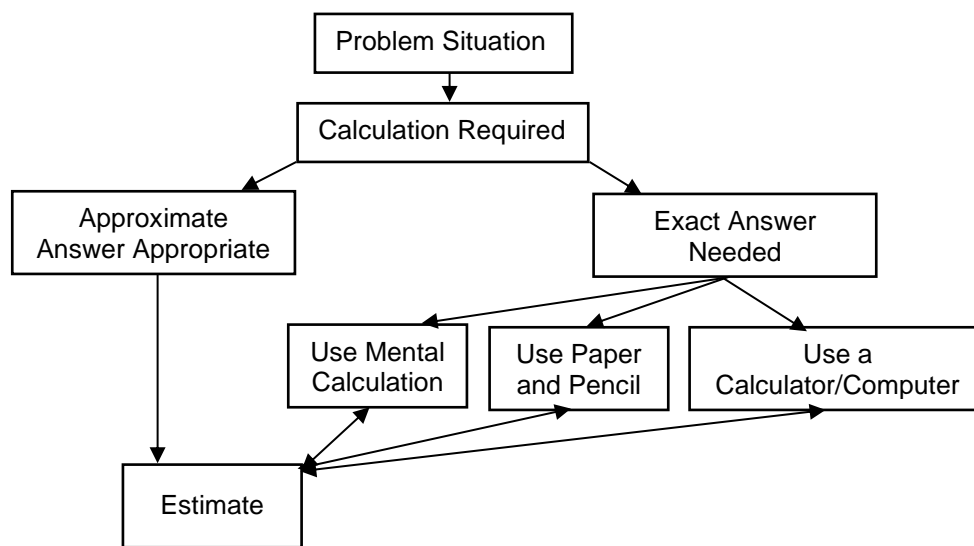 Problem Situation
Calculation Required
Approximate
Answer Appropriate
Exact Answer
Needed
Use Mental
Calculation
Use Paper
and Pencil
Use a
Calculator/Computer
Estimate